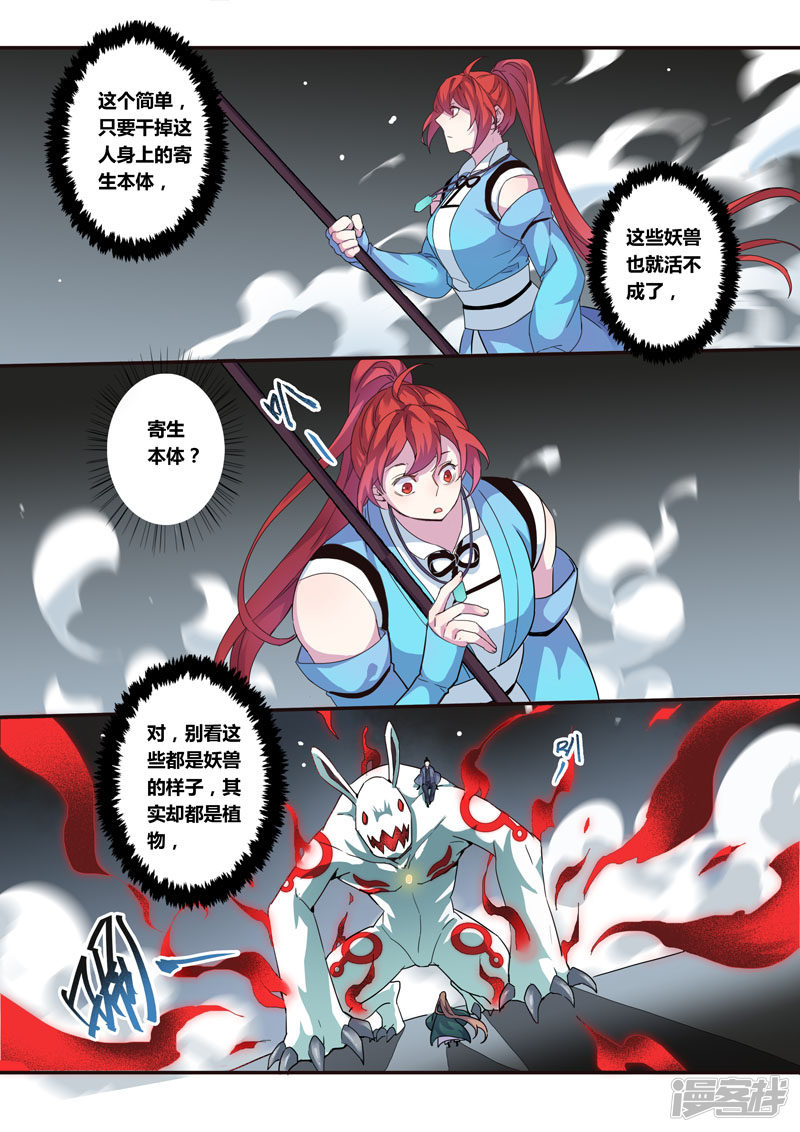 这个简单，
只要干掉这
人身上的寄
生本体，
这些妖兽
也就活不
成了，
寄生
本体？
叭
叭
对，别看这
些都是妖兽
的样子，其
实却都是植
物，
漫客栈